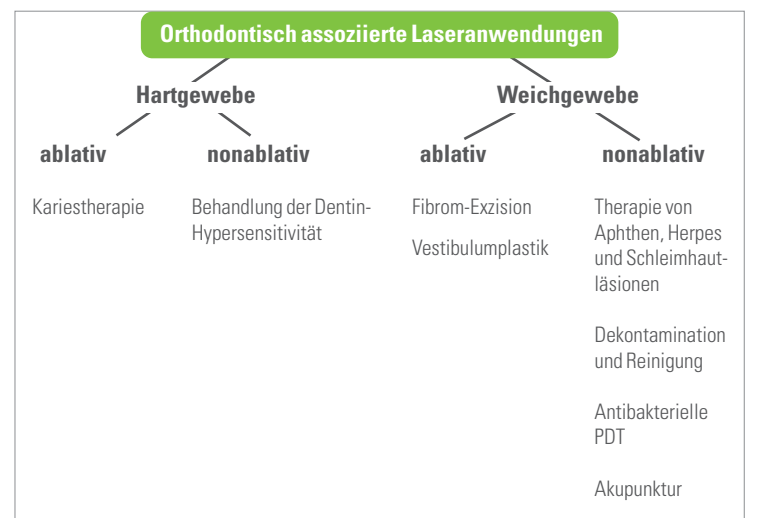 Orthodontisch assoziierte Laseranwendungen
Hartgewebe
Weichgewebe
ablativ
nonablativ
ablativ
nonablativ
Kariestherapie
Behandlung der Dentin-
Hypersensitivität
Fibrom-Exzision
Vestibulumplastik
Therapie von
Aphthen, Herpes
und Schleimhaut-
läsionen
Dekontamination
und Reinigung
Antibakterielle
PDT
Akupunktur